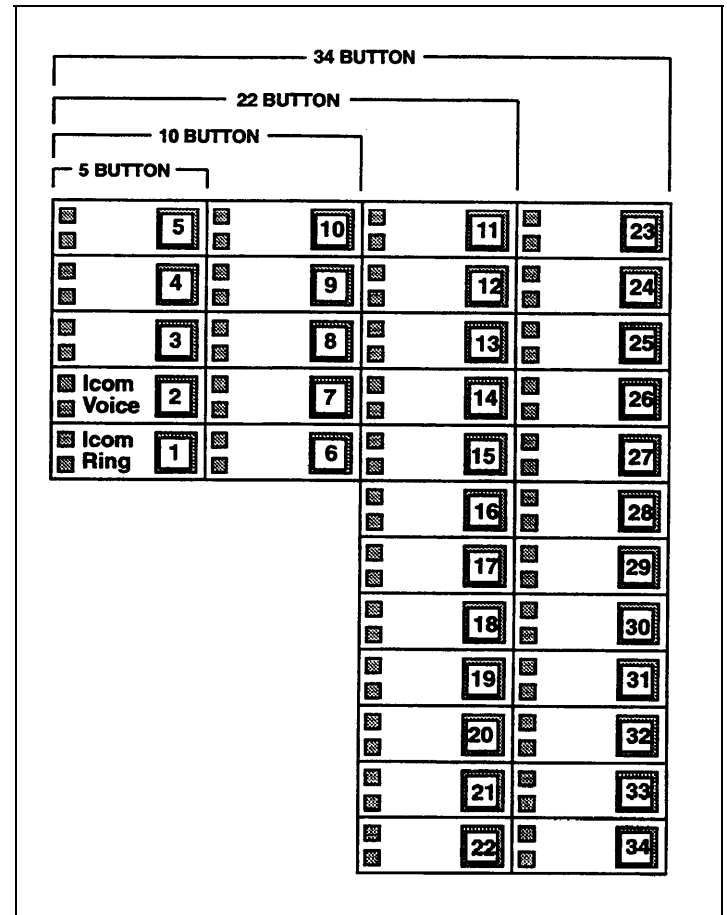 34 BUTTON
22 BUTTON
10 BUTTON
5 BUTTON
5 10 11 23
4 9 12 24
3 8 13 25
Icom Voice 2 7 14 26
Icom Ring 1 6 15 27
16 28
17 29
18 30
19 31
20 32
21 33
22 34